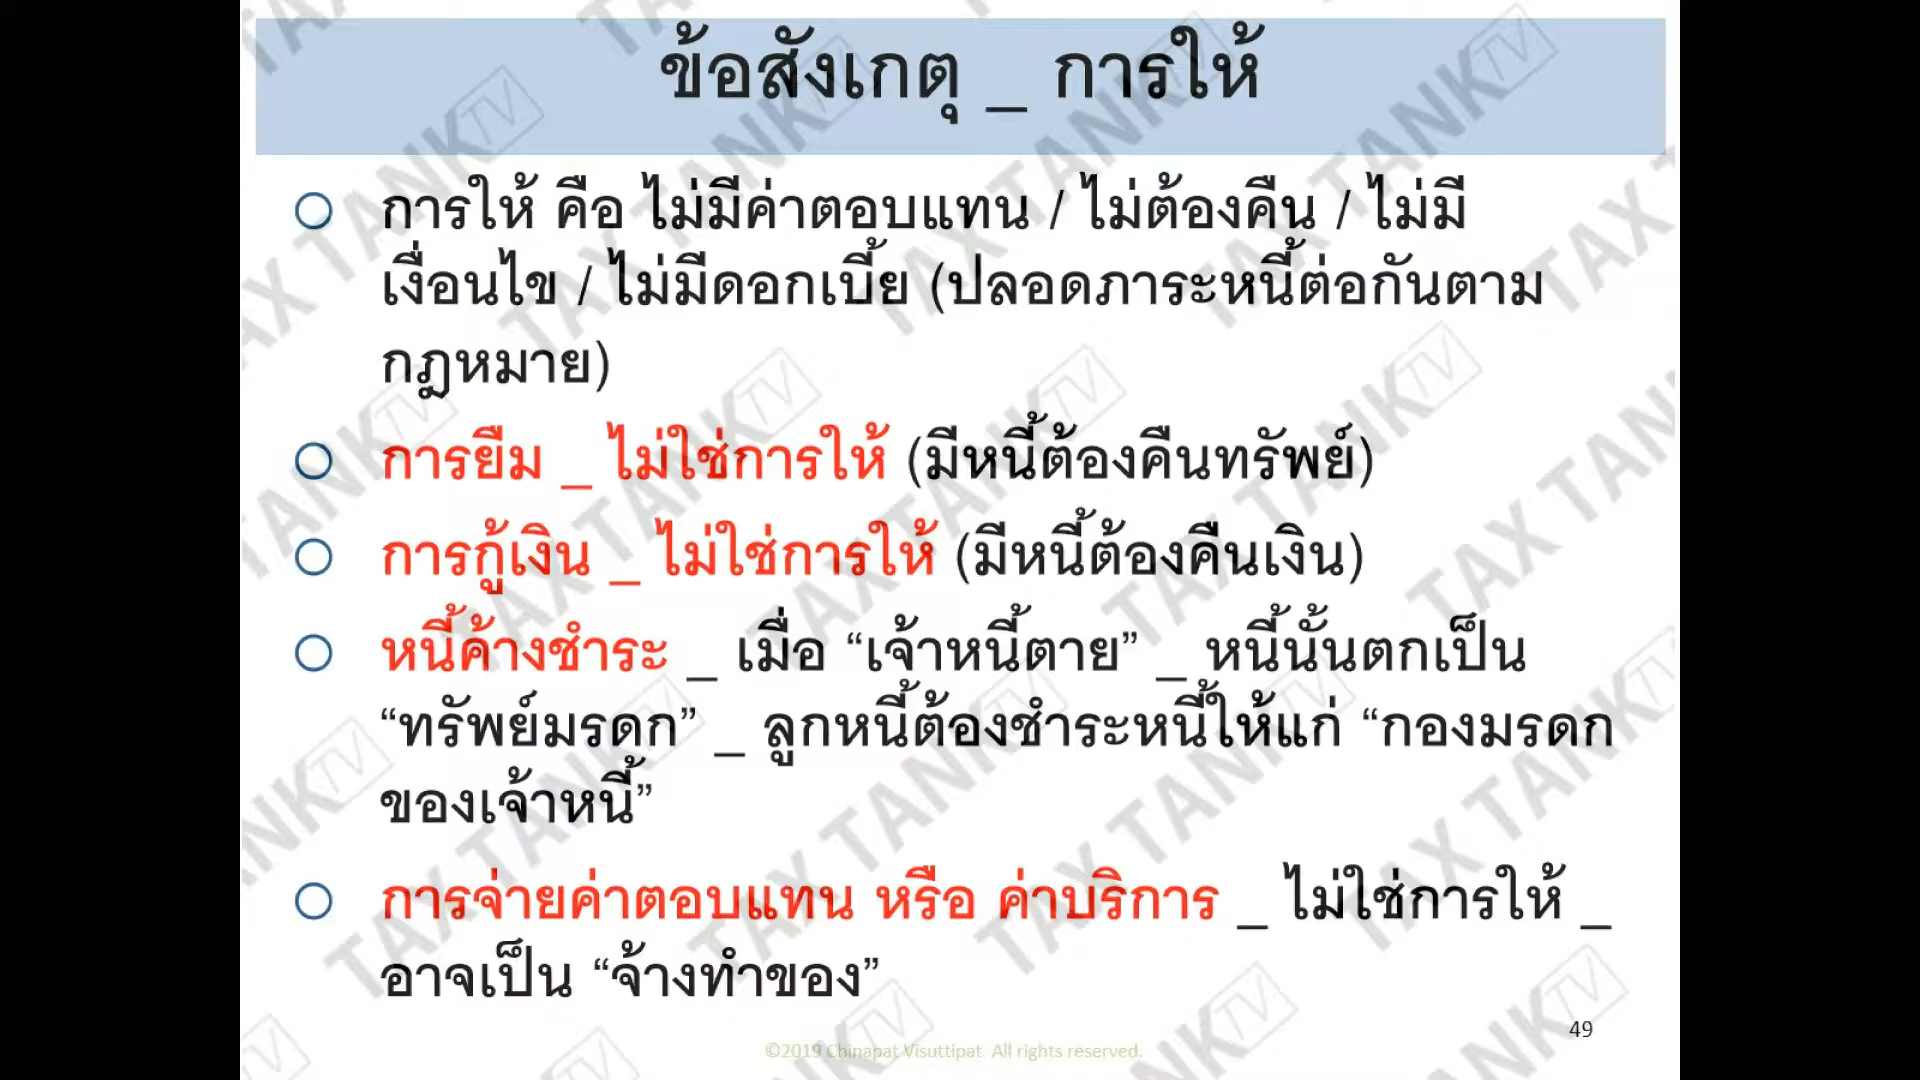 ข้อสังเกตุ _ การให้
การให้ คือ ไม่มีค่าตอบแทน / ไม่ต้องคืน / ไม่มี
เงื่อนไข / ไม่มีดอกเบี้ย (ปลอดภาระหนี้ต่อกันตาม
กฎหมาย)
การยืม _ ไม่ใช่การให้ (มีหนี้ต้องคืนทรัพย์)
การกู้เงิน _ ไม่ใช่การให้ (มีหนี้ต้องคืนเงิน)
หนี้ค้างชำระ _ เมื่อ “เจ้าหนี้ตาย” _ หนี้นั้นตกเป็น
“ทรัพย์มรดก” _ ลูกหนี้ต้องชำระหนี้ให้แก่ “กองมรดก
ของเจ้าหนี้”
การจ่ายค่าตอบแทน หรือ ค่าบริการ _ ไม่ใช่การให้ _
อาจเป็น “จ้างทำของ”
49
©2019 Chinapat Visuttipat All rights reserved.
TAX TANK TV